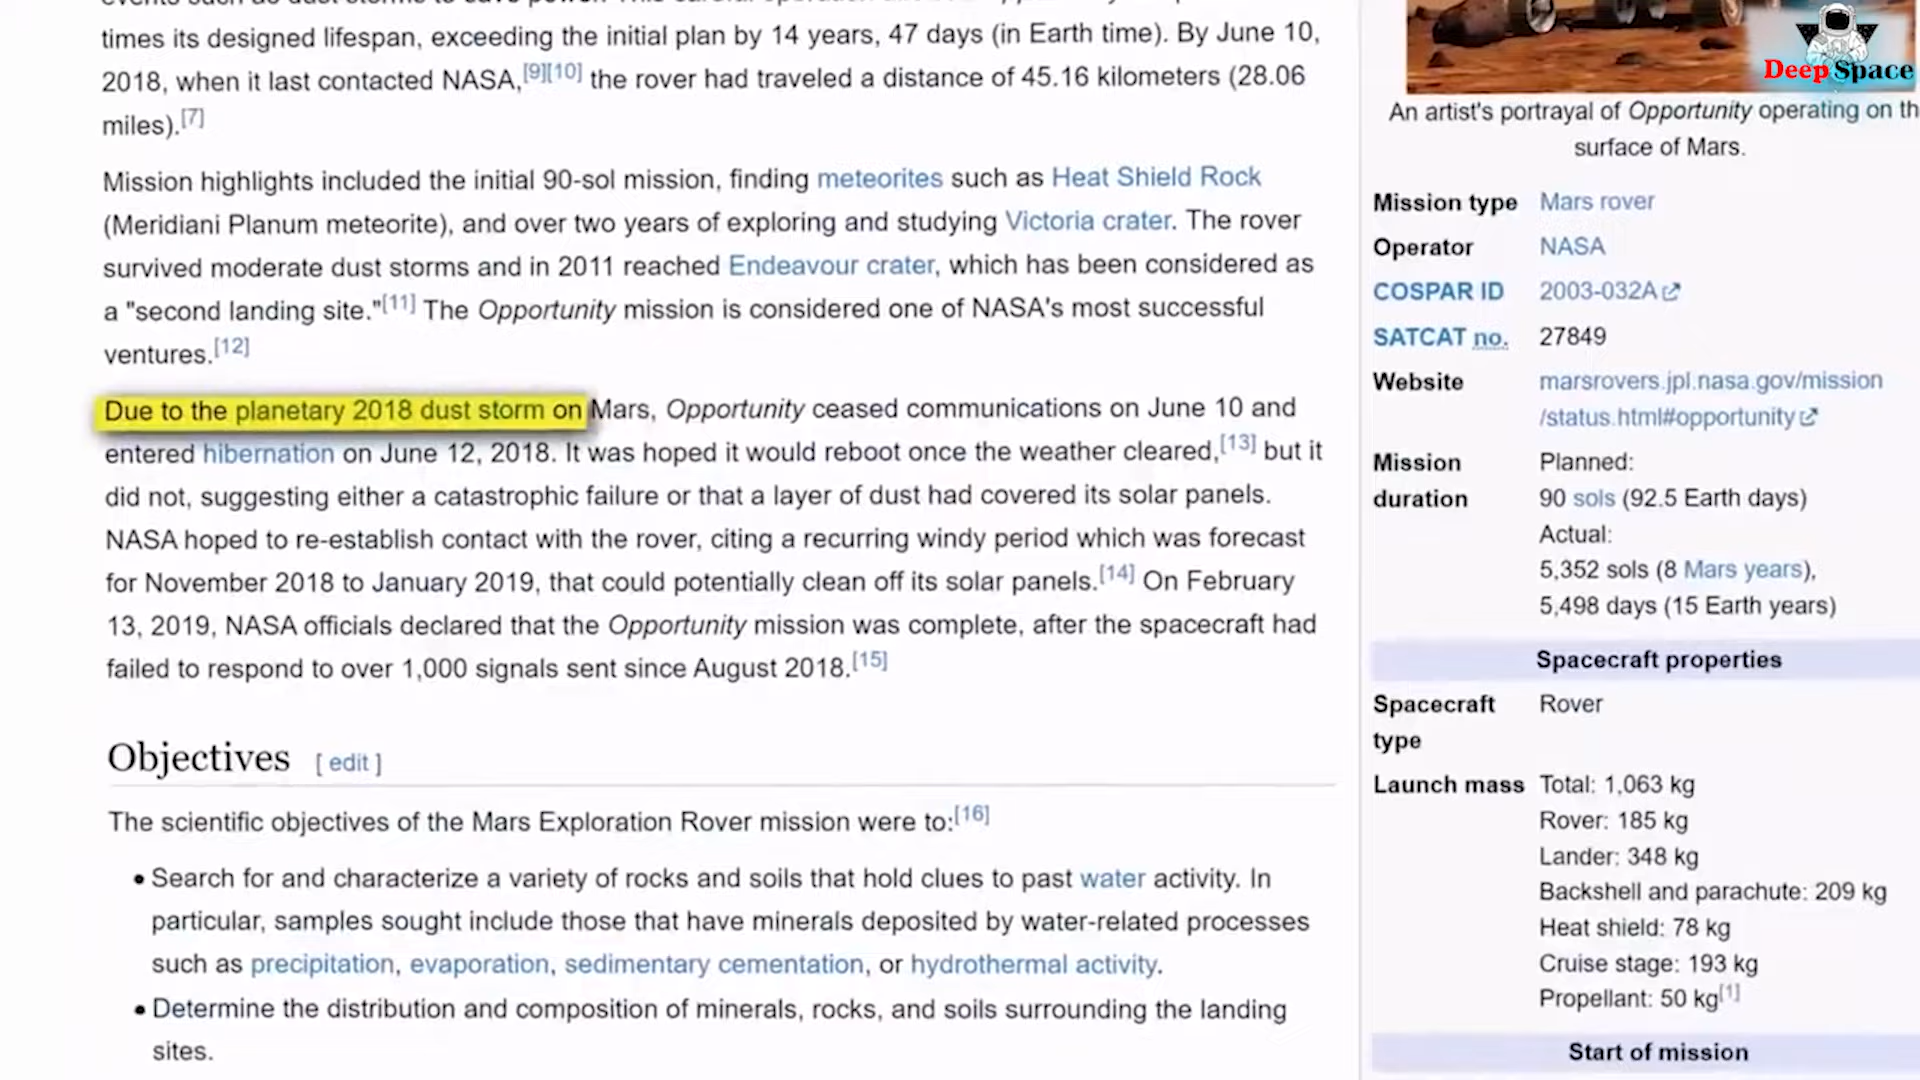 times its designed lifespan, exceeding the initial plan by 14 years, 47 days (in Earth time). By June 10,
2018, when it last contacted NASA,[9][10] the rover had traveled a distance of 45.16 kilometers (28.06
miles).[7]
Mission highlights included the initial 90-sol mission, finding meteorites such as Heat Shield Rock
(Meridiani Planum meteorite), and over two years of exploring and studying Victoria crater. The rover
survived moderate dust storms and in 2011 reached Endeavour crater, which has been considered as
a "second landing site."[11] The Opportunity mission is considered one of NASA's most successful
ventures.[12]
Due to the planetary 2018 dust storm on Mars, Opportunity ceased communications on June 10 and
entered hibernation on June 12, 2018. It was hoped it would reboot once the weather cleared,[13] but it
did not, suggesting either a catastrophic failure or that a layer of dust had covered its solar panels.
NASA hoped to re-establish contact with the rover, citing a recurring windy period which was forecast
for November 2018 to January 2019, that could potentially clean off its solar panels.[14] On February
13, 2019, NASA officials declared that the Opportunity mission was complete, after the spacecraft had
failed to respond to over 1,000 signals sent since August 2018.[15]
Objectives [ edit ]
The scientific objectives of the Mars Exploration Rover mission were to:[16]
• Search for and characterize a variety of rocks and soils that hold clues to past water activity. In
particular, samples sought include those that have minerals deposited by water-related processes
such as precipitation, evaporation, sedimentary cementation, or hydrothermal activity.
• Determine the distribution and composition of minerals, rocks, and soils surrounding the landing
sites.
Deep Space
An artist's portrayal of Opportunity operating on th
surface of Mars.
Mission type Mars rover
Operator NASA
COSPAR ID 2003-032A
SATCAT no. 27849
Website marsrovers.jpl.nasa.gov/mission
/status.html#opportunity
Mission Planned:
duration 90 sols (92.5 Earth days)
Actual:
5,352 sols (8 Mars years),
5,498 days (15 Earth years)
Spacecraft properties
Spacecraft Rover
type
Launch mass Total: 1,063 kg
Rover: 185 kg
Lander: 348 kg
Backshell and parachute: 209 kg
Heat shield: 78 kg
Cruise stage: 193 kg
Propellant: 50 kg[1]
Start of mission